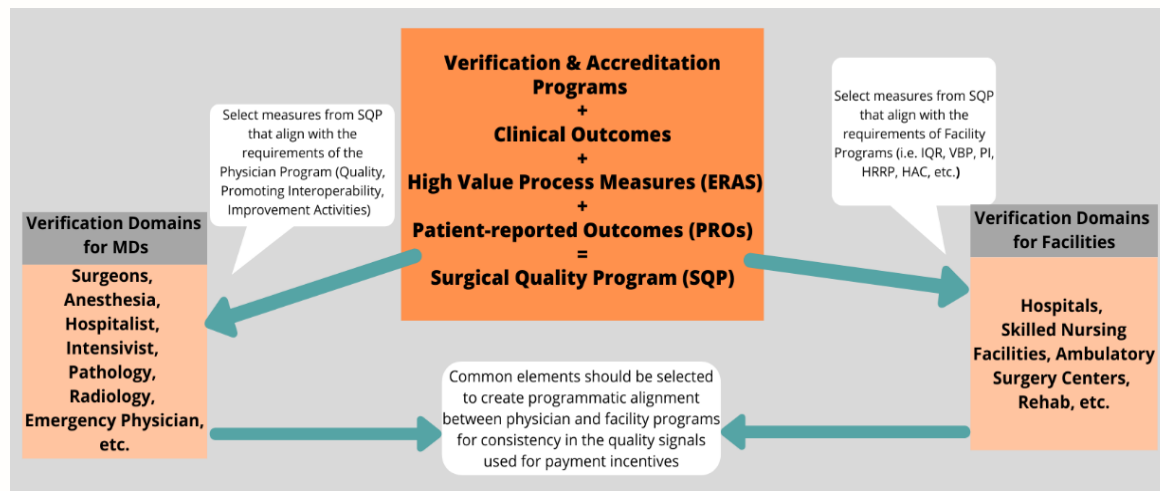 Verification & Accreditation
Programs
+
Clinical Outcomes
+
High Value Process Measures (ERAS)
+
Patient-reported Outcomes (PROs)
=
Surgical Quality Program (SQP)
Select measures from SQP
that align with the
requirements of the
Physician Program (Quality,
Promoting Interoperability,
Improvement Activities)
Select measures from SQP
that align with the
requirements of Facility
Programs (i.e. IQR, VBP, PI,
HRRP, HAC, etc.)
Verification Domains
for MDs
Surgeons,
Anesthesia,
Hospitalist,
Intensivist,
Pathology,
Radiology,
Emergency Physician,
etc.
Verification Domains
for Facilities
Hospitals,
Skilled Nursing
Facilities, Ambulatory
Surgery Centers,
Rehab, etc.
Common elements should be selected
to create programmatic alignment
between physician and facility programs
for consistency in the quality signals
used for payment incentives